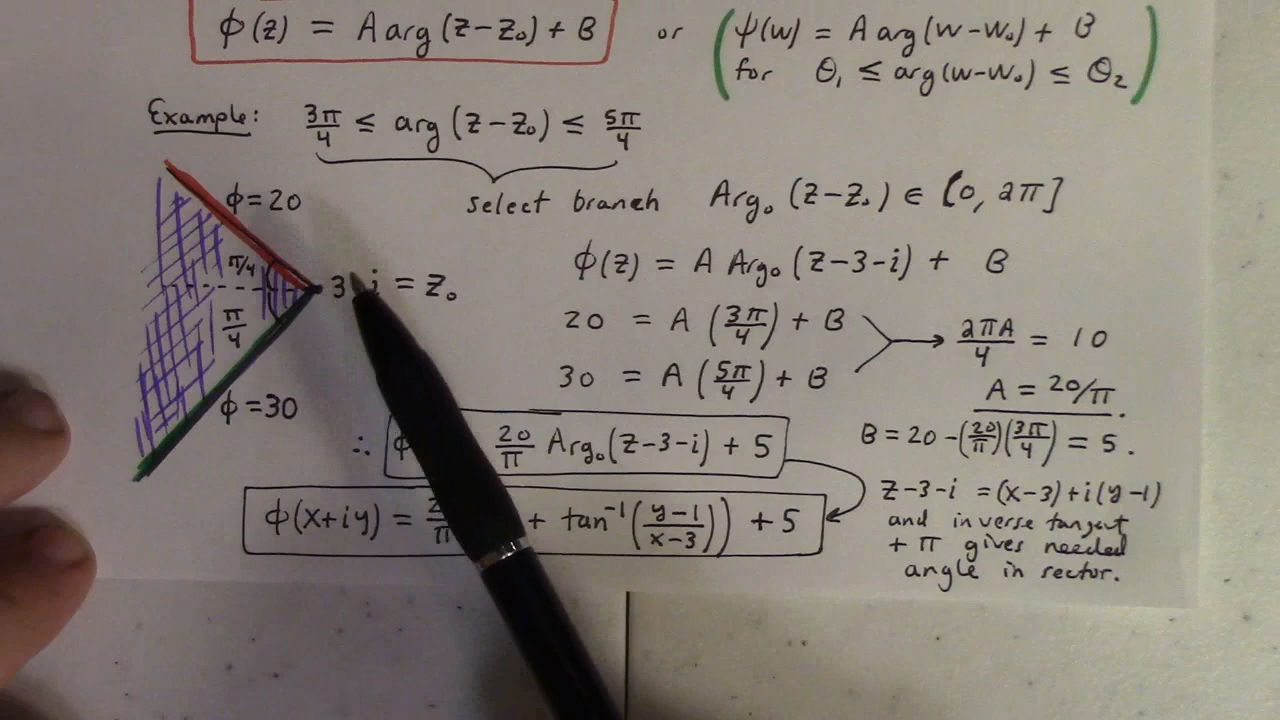 ϕ(z) = A arg (z-z₀) + B or (ψ(w) = A arg (w-w₀) + B
for θ₁ ≤ arg(w-w₀) ≤ θ₂)
Example: 3π/4 ≤ arg (z-z₀) ≤ 5π/4
select branch Arg₀ (z-z₀) ∈ [0, 2π]
ϕ=20
π/4
3 i = z₀
π/4
ϕ=30
ϕ(z) = A Arg₀ (z-3-i) + B
20 = A (3π/4) + B
30 = A (5π/4) + B
2πA/4 = 10
A = 20/π.
B = 20 -(20/π)(3π/4) = 5.
∴ 20/π Arg₀(z-3-i) + 5
z-3-i = (x-3)+i(y-1)
and inverse tangent
+ π gives needed
angle in sector.
ϕ(x+iy) = + tan⁻¹((y-1)/(x-3))) + 5